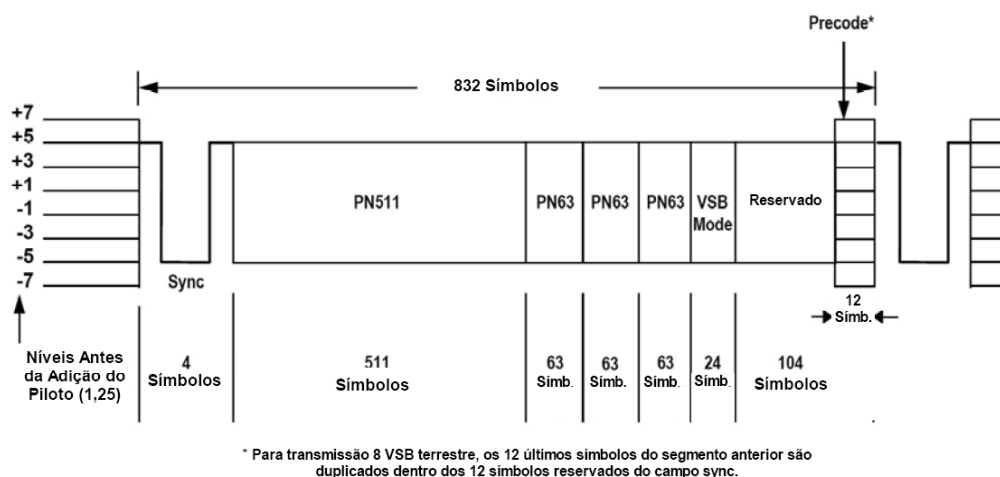 Precode*
832 Símbolos
+7
+5
+3
+1
-1
-3
-5
-7
PN511
PN63
PN63
PN63
VSB
Mode
Reservado
Sync
12
Símb.
Níveis Antes
da Adição do
Piloto (1,25)
4
Símbolos
511
Símbolos
63
Símb.
63
Símb.
63
Símb.
24
Símb.
104
Símbolos
* Para transmissão 8 VSB terrestre, os 12 últimos símbolos do segmento anterior são
duplicados dentro dos 12 símbolos reservados do campo sync.